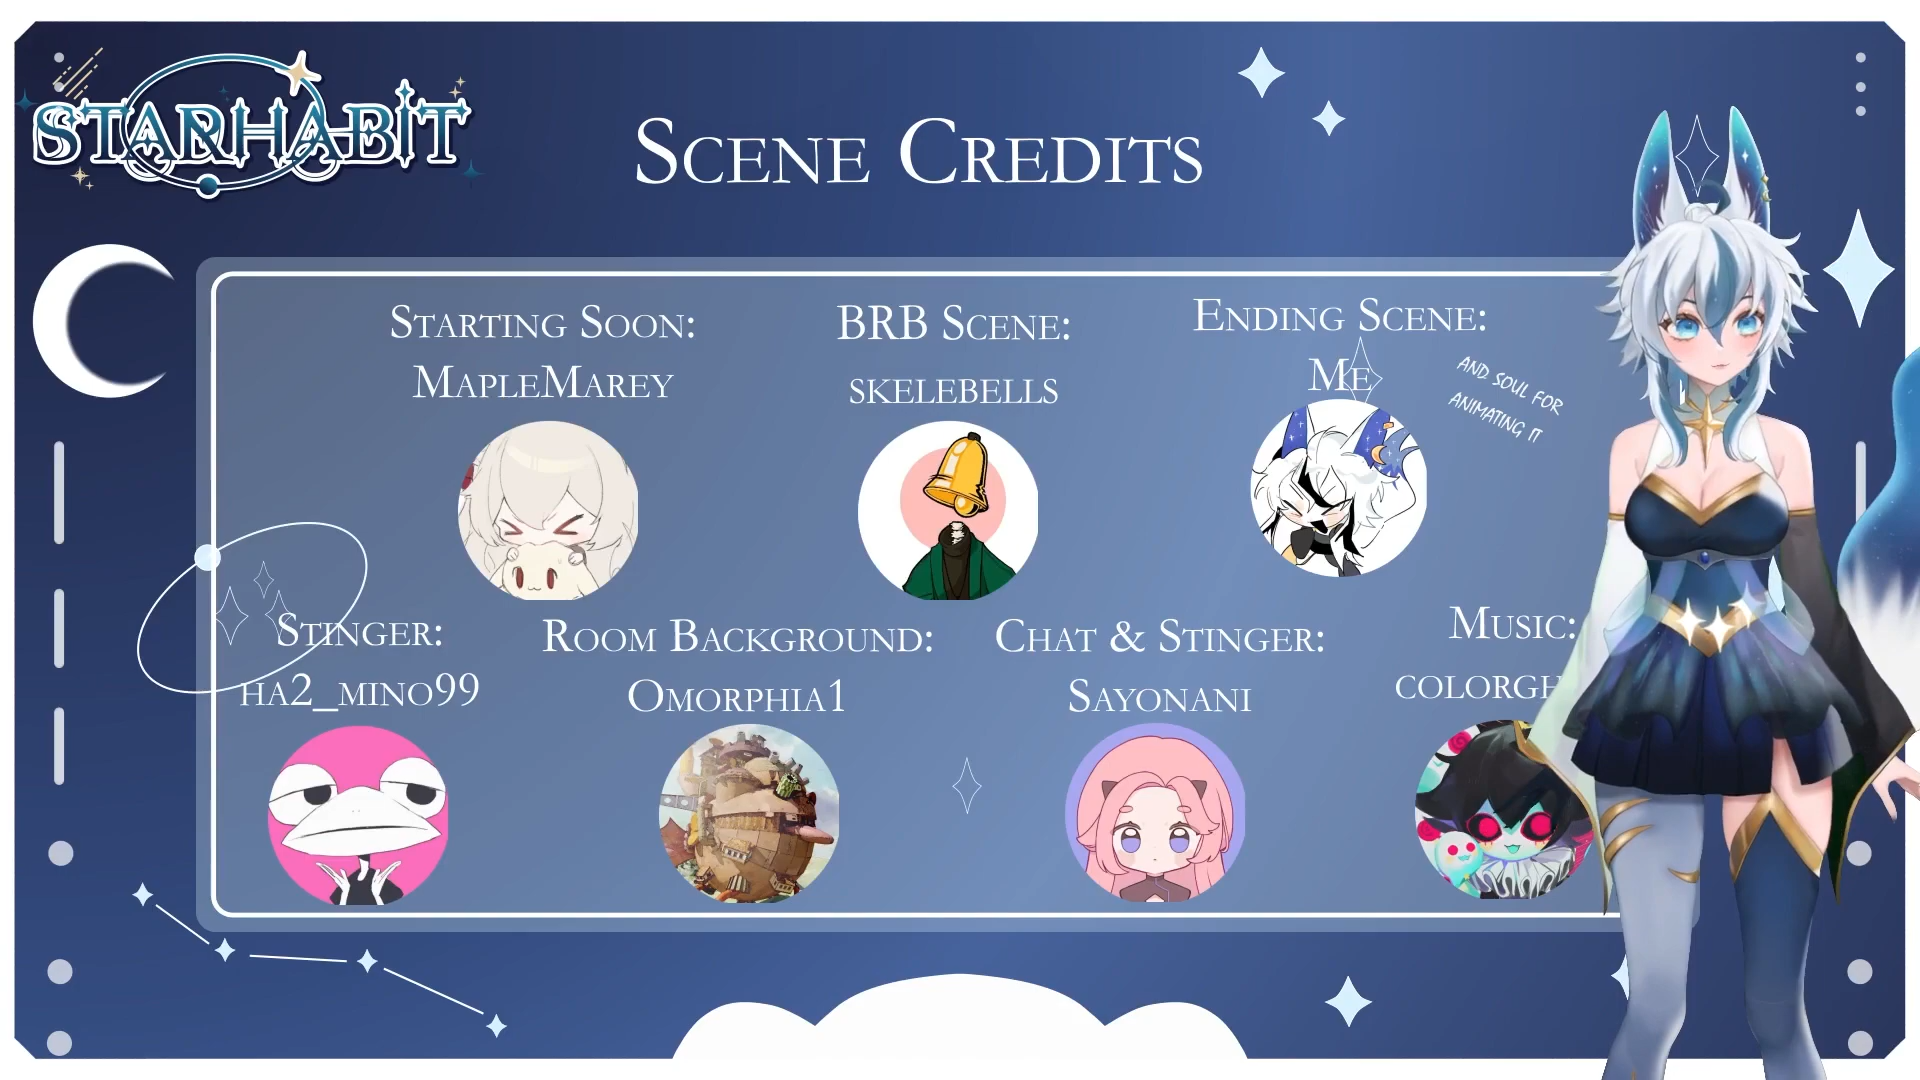 STARHABIT
Scene Credits
Starting Soon:
MapleMarey
BRB Scene:
skelebells
Ending Scene:
Me
AND SOUL FOR
ANIMATING IT
Stinger:
ha2_mino99
Room Background:
Omorphia1
Chat & Stinger:
Sayonani
Music: